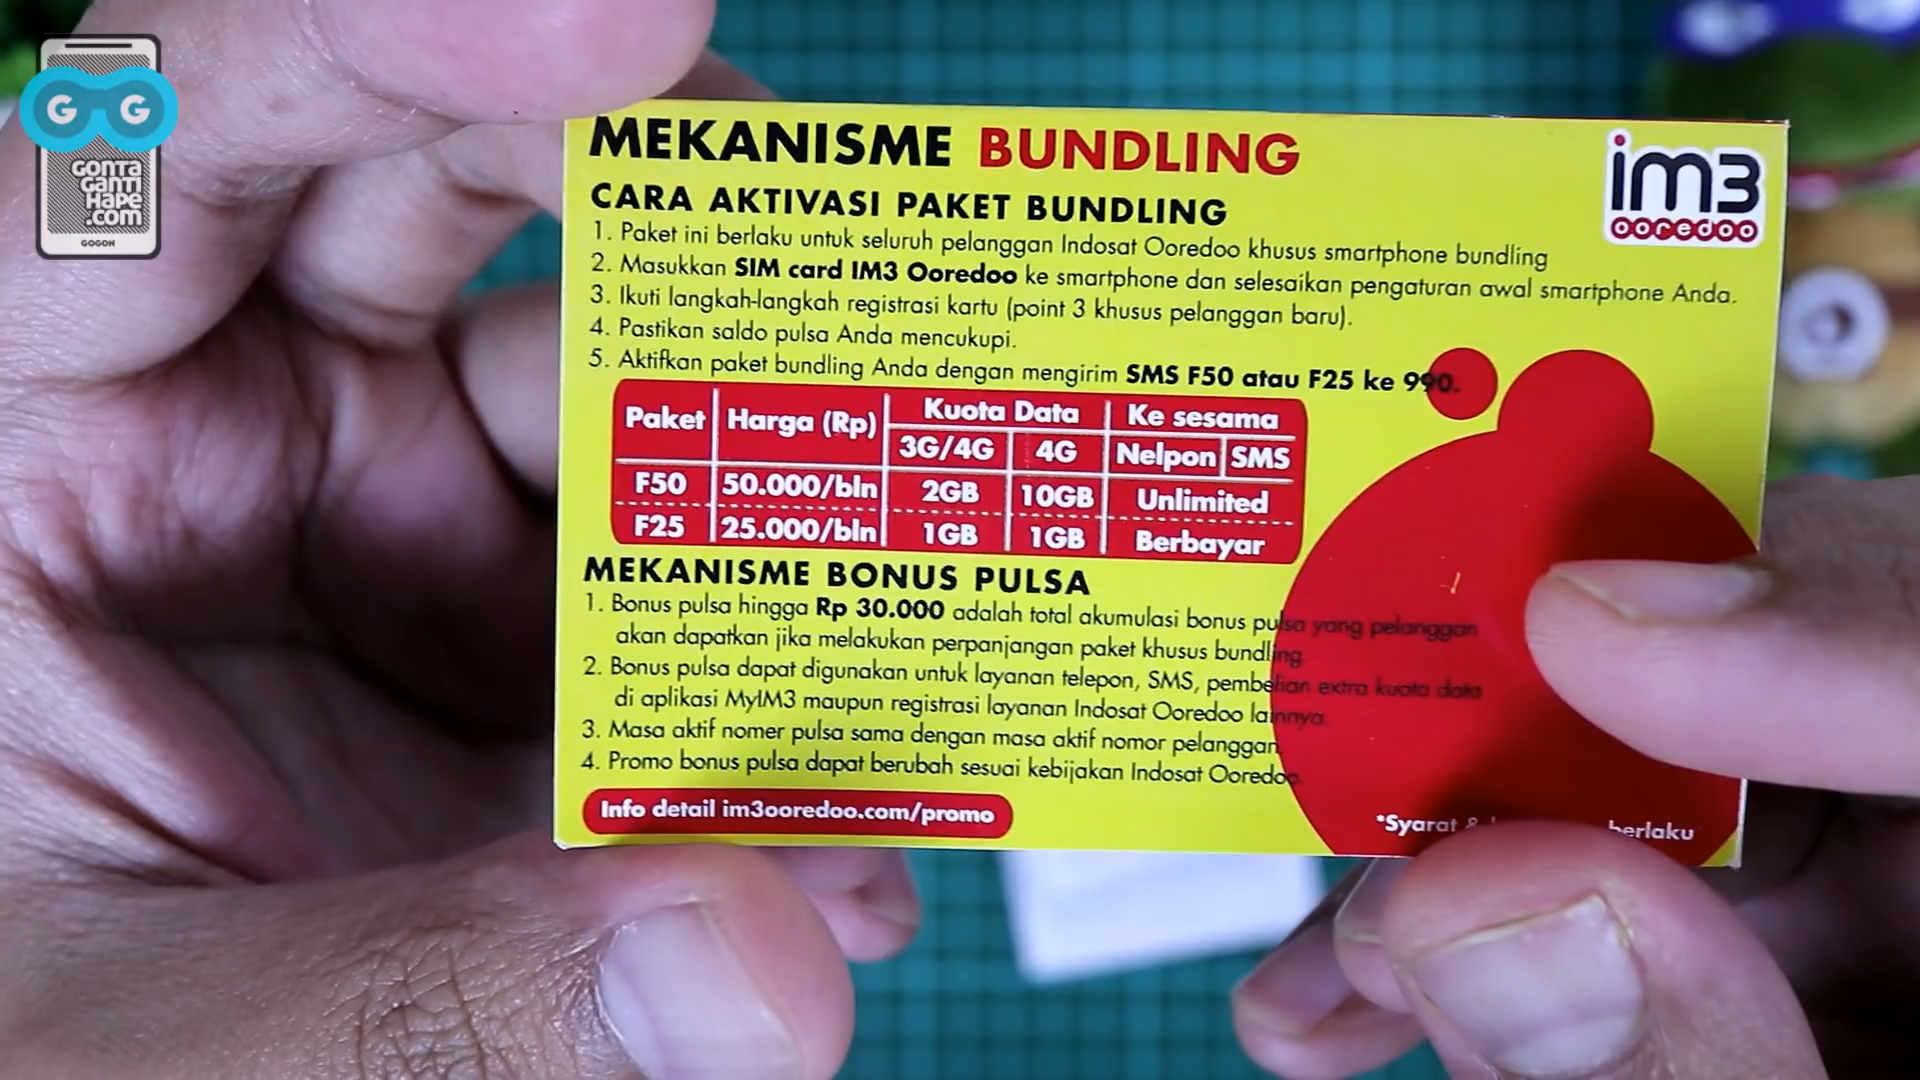 G G
GONTA
GANTI
HAPE
.COM
GOGON
MEKANISME BUNDLING
im3
ooredoo
CARA AKTIVASI PAKET BUNDLING
1. Paket ini berlaku untuk seluruh pelanggan Indosat Ooredoo khusus smartphone bundling
2. Masukkan SIM card IM3 Ooredoo ke smartphone dan selesaikan pengaturan awal smartphone Anda.
3. Ikuti langkah-langkah registrasi kartu (point 3 khusus pelanggan baru).
4. Pastikan saldo pulsa Anda mencukupi.
5. Aktifkan paket bundling Anda dengan mengirim SMS F50 atau F25 ke 990.
Paket Harga (Rp) Kuota Data Ke sesama
3G/4G 4G Nelpon SMS
F50 50.000/bln 2GB 10GB Unlimited
F25 25.000/bln 1GB 1GB Berbayar
MEKANISME BONUS PULSA
1. Bonus pulsa hingga Rp 30.000 adalah total akumulasi bonus pulsa yang pelanggan
akan dapatkan jika melakukan perpanjangan paket khusus bundling
2. Bonus pulsa dapat digunakan untuk layanan telepon, SMS, pembelian extra kuota data
di aplikasi MyIM3 maupun registrasi layanan Indosat Ooredoo lainnya.
3. Masa aktif nomer pulsa sama dengan masa aktif nomor pelanggan
4. Promo bonus pulsa dapat berubah sesuai kebijakan Indosat Ooredoo
Info detail im3ooredoo.com/promo
*Syarat & berlaku